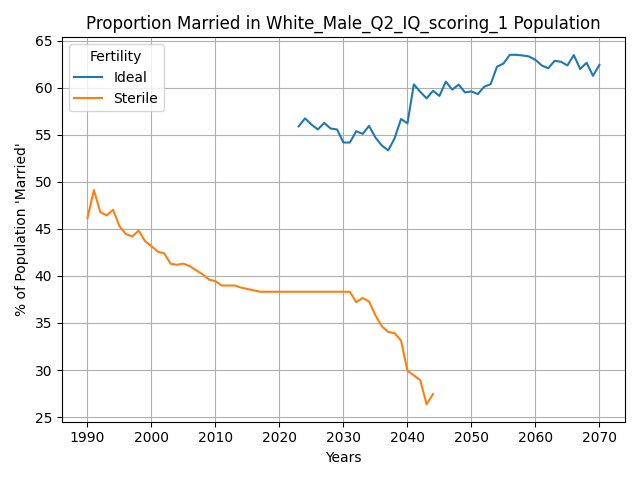 Proportion Married in White_Male_Q2_IQ_scoring_1 Population
% of Population 'Married'
65
60
55
50
45
40
35
30
25
Fertility
Ideal
Sterile
1990 2000 2010 2020 2030 2040 2050 2060 2070
Years